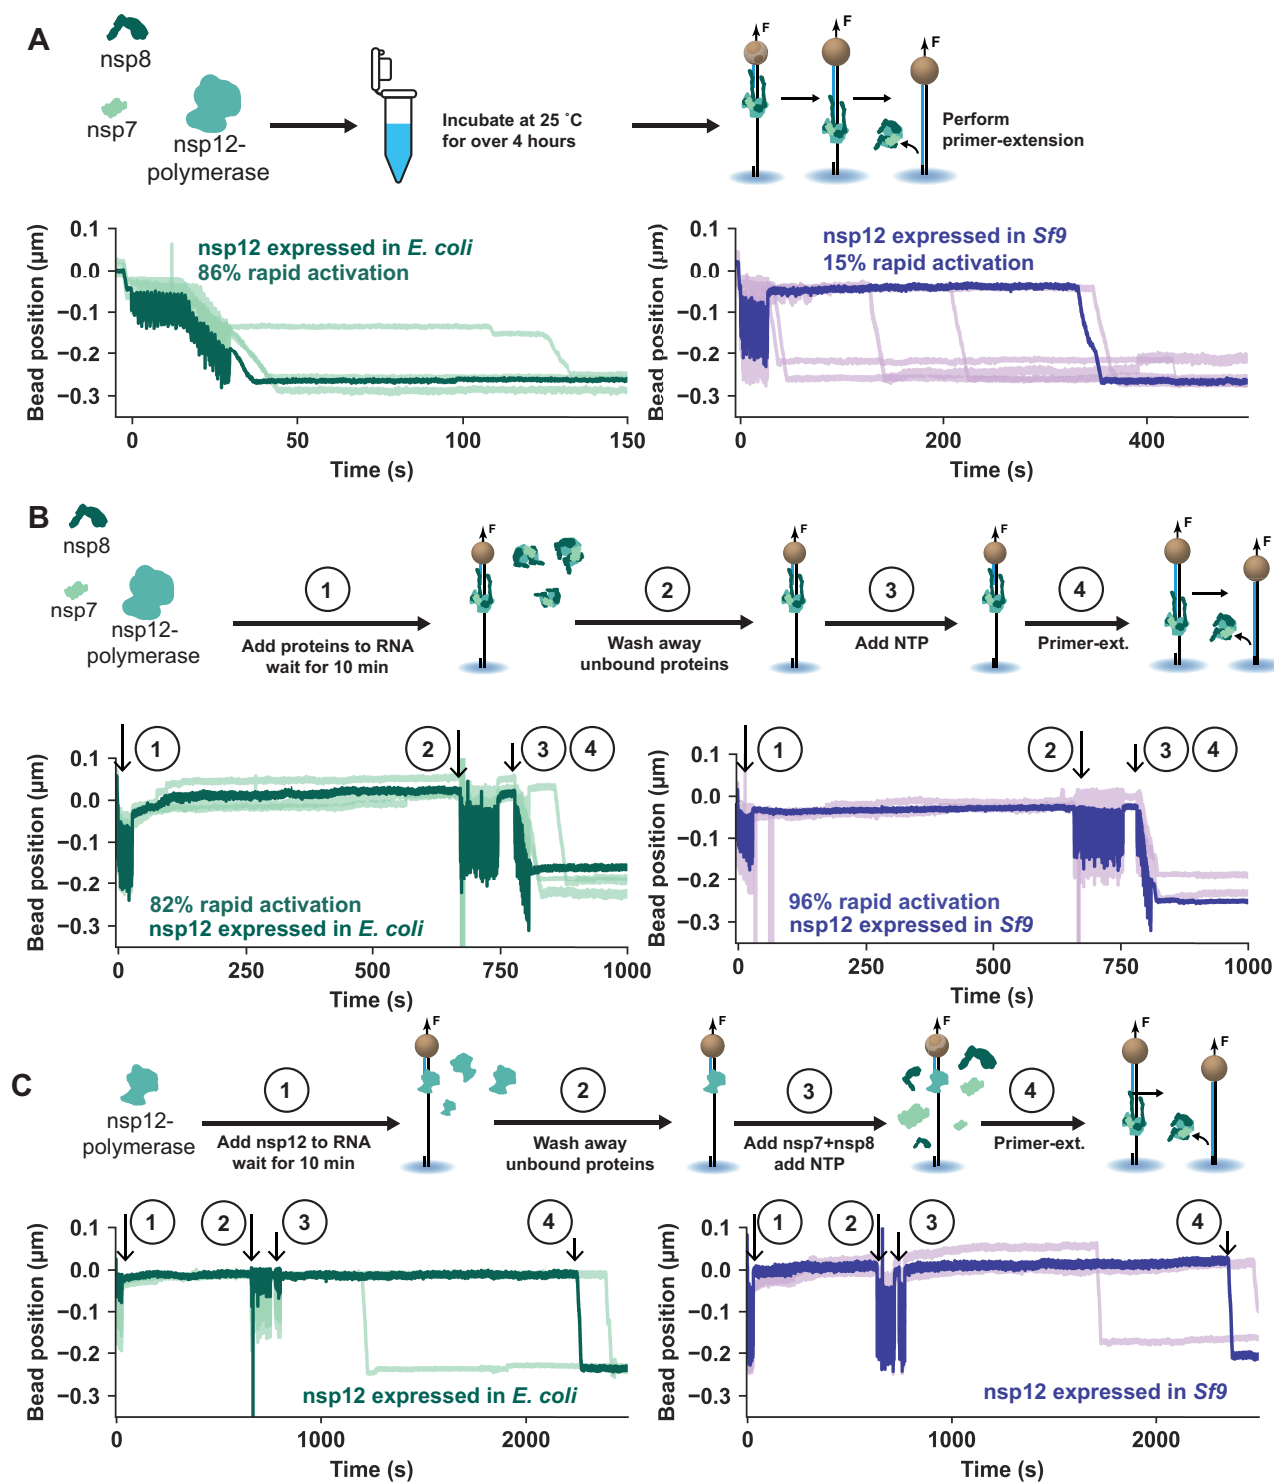 A
nsp8
nsp7
nsp12-
polymerase
Incubate at 25 ˚C
for over 4 hours
F
F
F
Perform
primer-extension
Bead position (µm)
0.1
0.0
−0.1
−0.2
−0.3
nsp12 expressed in E. coli
86% rapid activation
0
50
100
150
Time (s)
Bead position (µm)
0.1
0.0
−0.1
−0.2
−0.3
nsp12 expressed in Sf9
15% rapid activation
0
200
400
Time (s)
B
nsp8
nsp7
nsp12-
polymerase
1
Add proteins to RNA
wait for 10 min
F
2
Wash away
unbound proteins
F
3
Add NTP
F
4
Primer-ext.
F
F
Bead position (µm)
0.1
0.0
−0.1
−0.2
−0.3
1
2
3
4
82% rapid activation
nsp12 expressed in E. coli
0
250
500
750
1000
Time (s)
Bead position (µm)
0.1
0.0
−0.1
−0.2
−0.3
1
2
3
4
96% rapid activation
nsp12 expressed in Sf9
0
250
500
750
1000
Time (s)
C
nsp12-
polymerase
1
Add nsp12 to RNA
wait for 10 min
F
2
Wash away
unbound proteins
F
3
Add nsp7+nsp8
add NTP
F
4
Primer-ext.
F
F
Bead position (µm)
0.1
0.0
−0.1
−0.2
−0.3
1
2
3
4
nsp12 expressed in E. coli
0
1000
2000
Time (s)
Bead position (µm)
0.1
0.0
−0.1
−0.2
−0.3
1
2
3
4
nsp12 expressed in Sf9
0
1000
2000
Time (s)